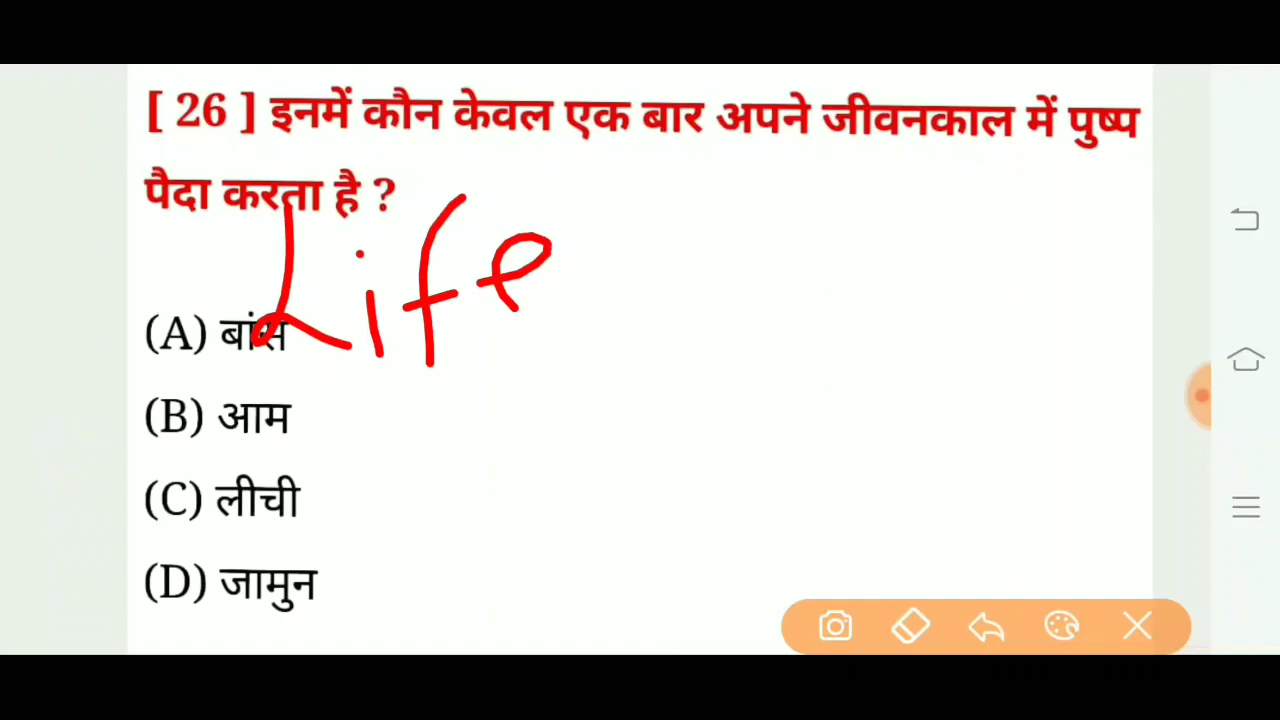 [ 26 ] इनमें कौन केवल एक बार अपने जीवनकाल में पुष्प
पैदा करता है ?
Life
(A) बांस
(B) आम
(C) लीची
(D) जामुन